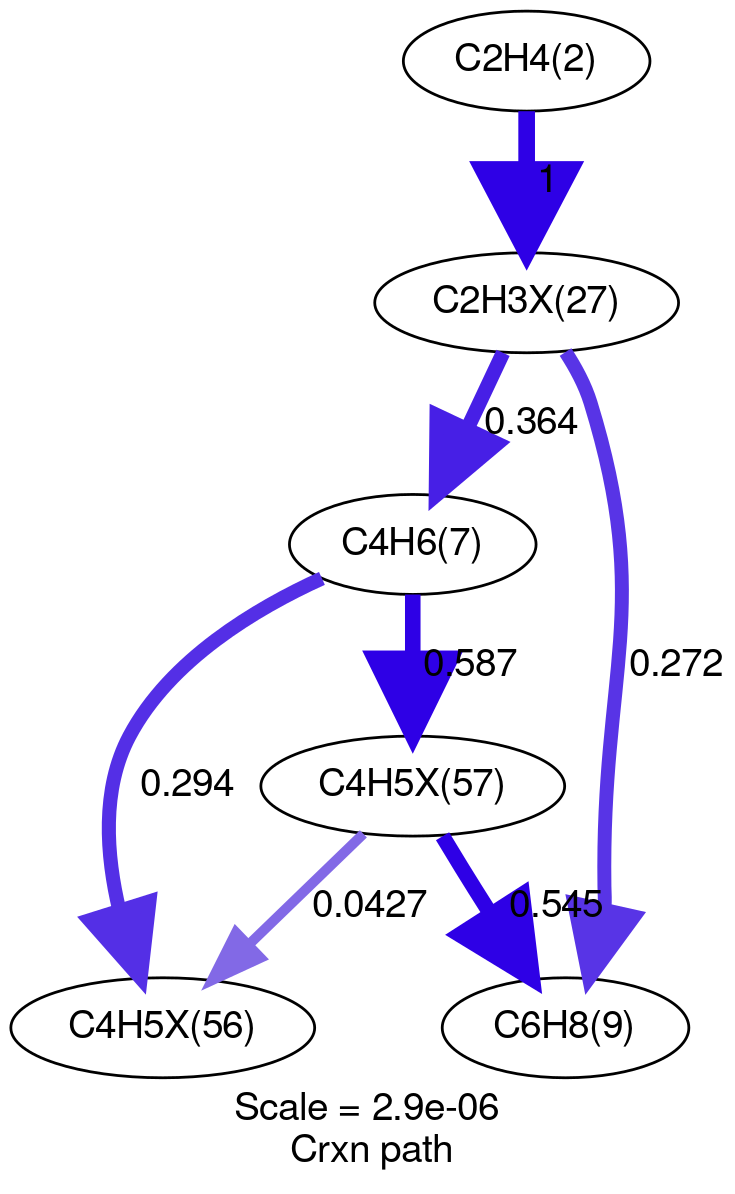 C2H4(2)
1
C2H3X(27)
0.364
C4H6(7)
0.587
0.272
C4H5X(57)
0.294
0.0427
0.545
C4H5X(56)
C6H8(9)
Scale = 2.9e-06
Crxn path